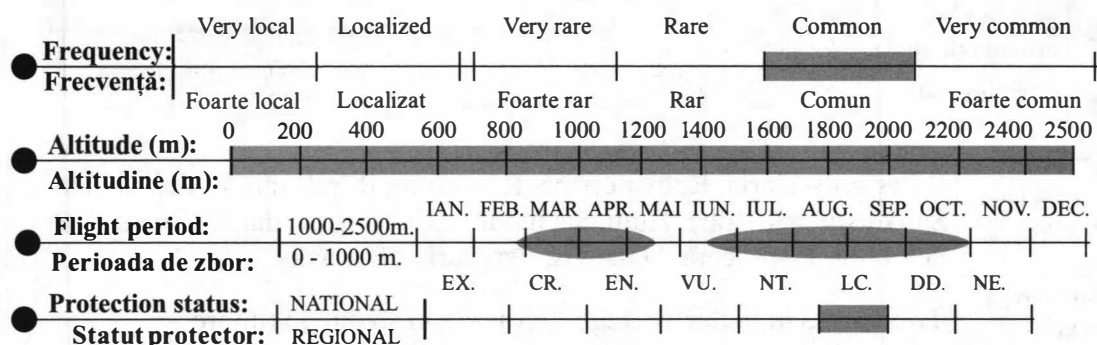 Very local Localized Very rare Rare Common Very common
Frequency:
Frecvență:
Foarte local Localizat Foarte rar Rar Comun Foarte comun
0 200 400 600 800 1000 1200 1400 1600 1800 2000 2200 2400 2500
Altitude (m):
Altitudine (m):
IAN. FEB. MAR APR. MAI IUN. IUL. AUG. SEP. OCT. NOV. DEC.
Flight period: 1000-2500m.
Perioada de zbor: 0 - 1000 m.
EX. CR. EN. VU. NT. LC. DD. NE.
Protection status: NATIONAL
Statut protector: REGIONAL